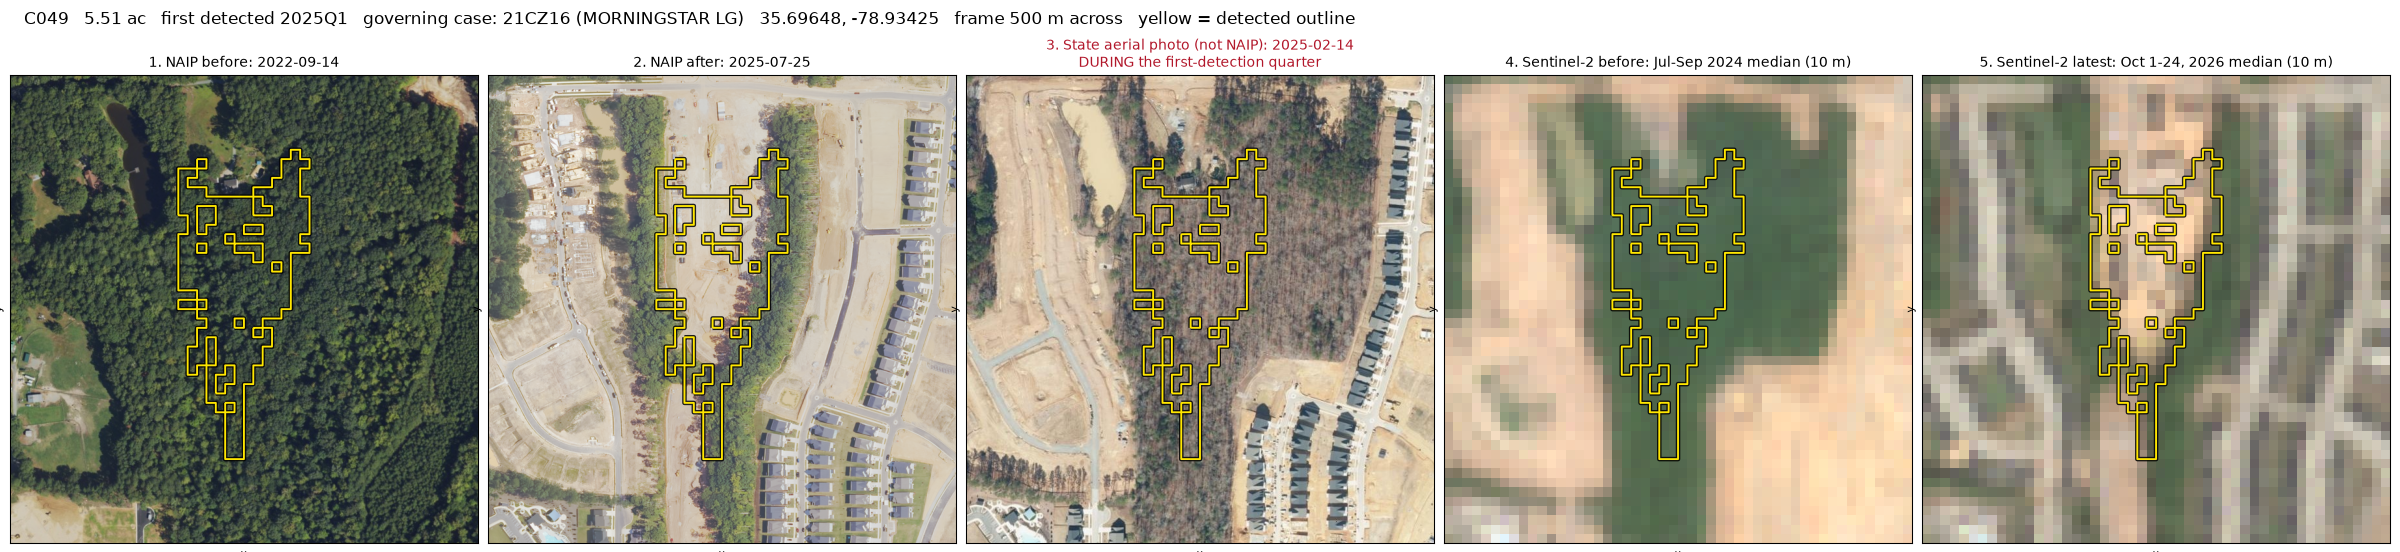 C049   5.51 ac   first detected 2025Q1   governing case: 21CZ16 (MORNINGSTAR LG)   35.69648, -78.93425   frame 500 m across   yellow = detected outline
1. NAIP before: 2022-09-14
2. NAIP after: 2025-07-25
3. State aerial photo (not NAIP): 2025-02-14
DURING the first-detection quarter
4. Sentinel-2 before: Jul-Sep 2024 median (10 m)
5. Sentinel-2 latest: Oct 1-24, 2026 median (10 m)